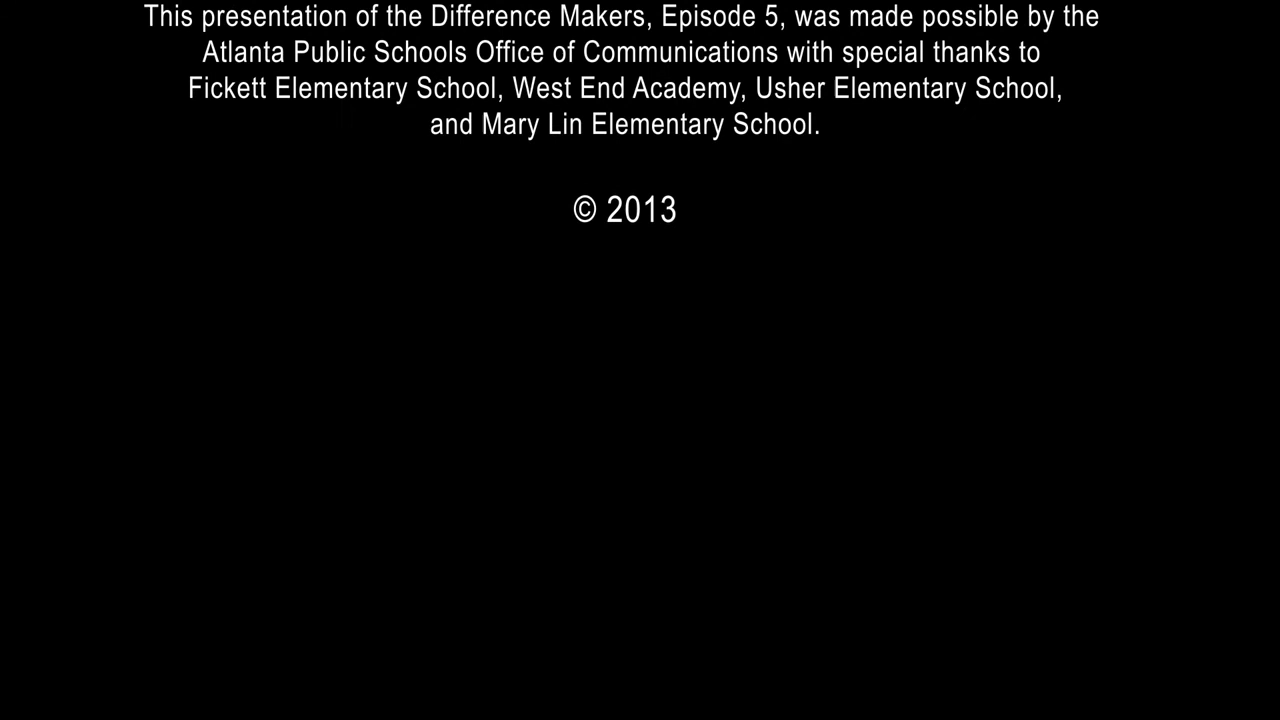 This presentation of the Difference Makers, Episode 5, was made possible by the
Atlanta Public Schools Office of Communications with special thanks to
Fickett Elementary School, West End Academy, Usher Elementary School,
and Mary Lin Elementary School.
© 2013